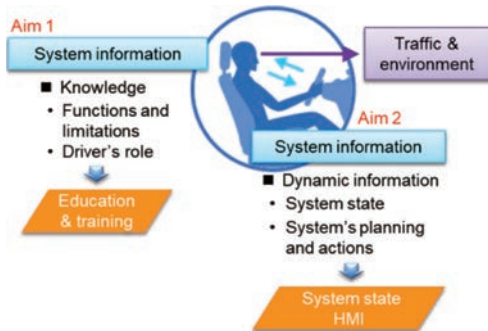 Aim 1
System information
■ Knowledge
• Functions and
limitations
• Driver's role
Education
& training
Traffic &
environment
Aim 2
System information
■ Dynamic information
• System state
• System's planning
and actions
System state
HMI